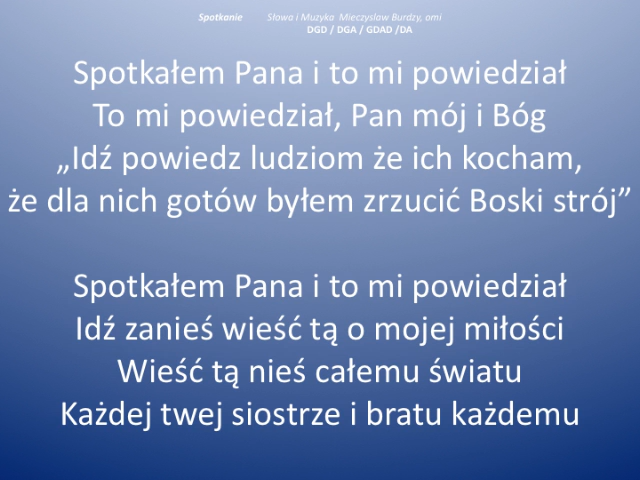 Spotkanie Słowa i Muzyka Mieczysław Burdzy, omi
DGD / DGA / GDAD /DA
Spotkałem Pana i to mi powiedział
To mi powiedział, Pan mój i Bóg
„Idź powiedz ludziom że ich kocham,
że dla nich gotów byłem zrzucić Boski strój”
Spotkałem Pana i to mi powiedział
Idź zanieś wieść tą o mojej miłości
Wieść tą nieś całemu światu
Każdej twej siostrze i bratu każdemu